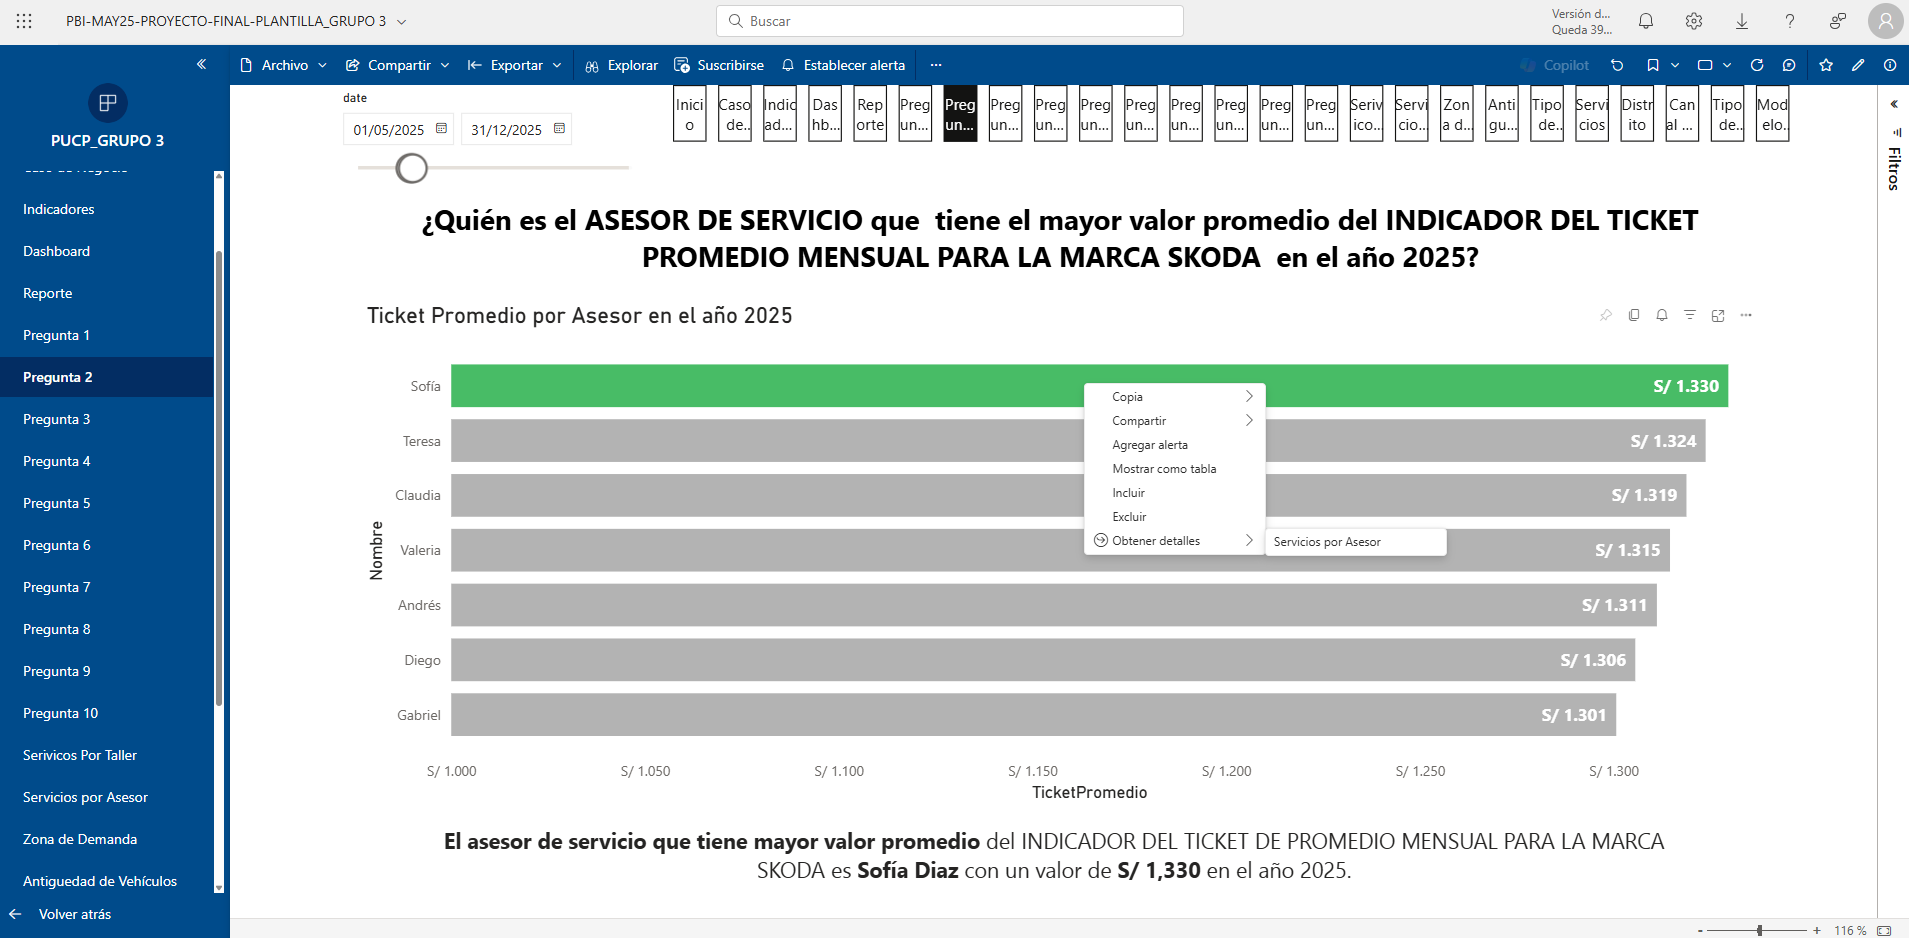 PBI-MAY25-PROYECTO-FINAL-PLANTILLA_GRUPO 3
Buscar
Versión d...
Queda 39...
PUCP_GRUPO 3
Indicadores
Dashboard
Reporte
Pregunta 1
Pregunta 2
Pregunta 3
Pregunta 4
Pregunta 5
Pregunta 6
Pregunta 7
Pregunta 8
Pregunta 9
Pregunta 10
Serivicos Por Taller
Servicios por Asesor
Zona de Demanda
Antiguedad de Vehículos
Volver atrás
Archivo Compartir Exportar Explorar Suscribirse Establecer alerta ... Copilot
date
01/05/2025 31/12/2025
Inici Caso Indic Das Rep Preg Preg Preg Preg Preg Preg Preg Preg Preg Preg Seriv Servi Zon Anti Tipo Servi Distr Can Tipo Mod
o de.. ad... hb... orte un... un... un... un... un... un... un... un... un... un... ico... cio... a d... gu... de.. cios ito al ... de.. elo...
Filtros
¿Quién es el ASESOR DE SERVICIO que tiene el mayor valor promedio del INDICADOR DEL TICKET
PROMEDIO MENSUAL PARA LA MARCA SKODA en el año 2025?
Ticket Promedio por Asesor en el año 2025
Nombre
Sofía S/ 1.330
Teresa S/ 1.324
Claudia S/ 1.319
Valeria S/ 1.315
Andrés S/ 1.311
Diego S/ 1.306
Gabriel S/ 1.301
Copia
Compartir
Agregar alerta
Mostrar como tabla
Incluir
Excluir
Obtener detalles
Servicios por Asesor
S/ 1.000 S/ 1.050 S/ 1.100 S/ 1.150 S/ 1.200 S/ 1.250 S/ 1.300
TicketPromedio
El asesor de servicio que tiene mayor valor promedio del INDICADOR DEL TICKET DE PROMEDIO MENSUAL PARA LA MARCA
SKODA es Sofía Diaz con un valor de S/ 1,330 en el año 2025.
- + 116 %